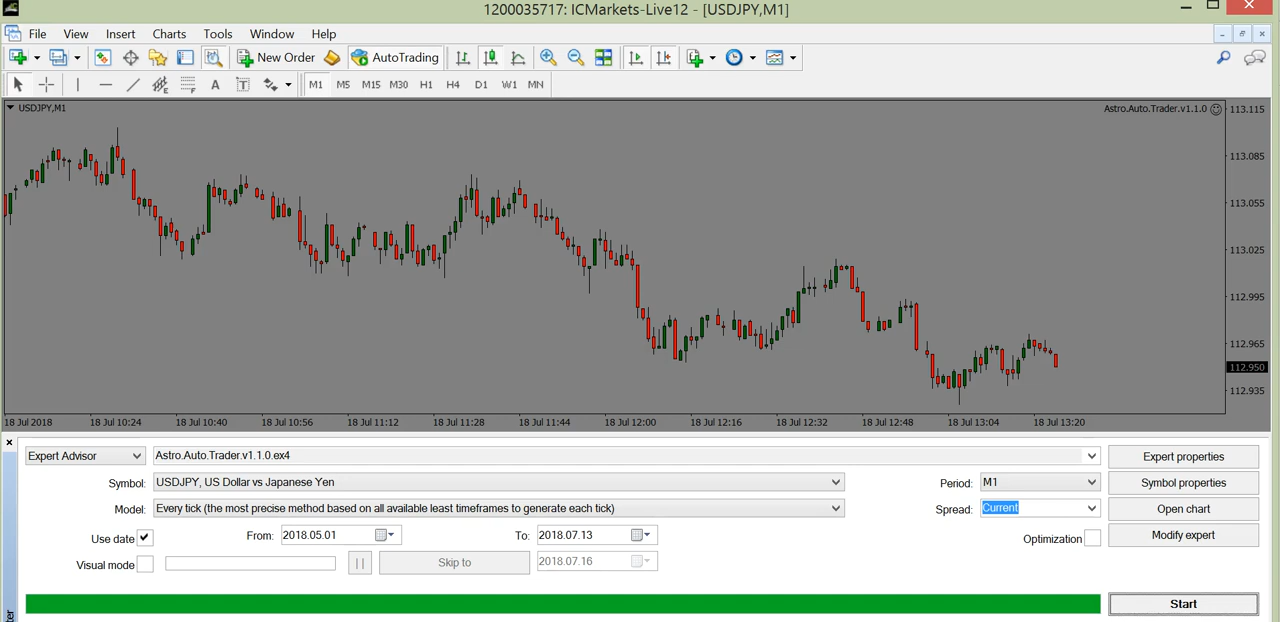 1200035717: ICMarkets-Live12 - [USDJPY,M1]
File View Insert Charts Tools Window Help
New Order AutoTrading
A T M1 M5 M15 M30 H1 H4 D1 W1 MN
USDJPY,M1 Astro.Auto.Trader.v1.1.0 113.115
113.085
113.055
113.025
112.995
112.965
112.950
112.935
18 Jul 2018 18 Jul 10:24 18 Jul 10:40 18 Jul 10:56 18 Jul 11:12 18 Jul 11:28 18 Jul 11:44 18 Jul 12:00 18 Jul 12:16 18 Jul 12:32 18 Jul 12:48 18 Jul 13:04 18 Jul 13:20
Expert Advisor Astro.Auto.Trader.v1.1.0.ex4 Expert properties
Symbol: USDJPY, US Dollar vs Japanese Yen Period: M1 Symbol properties
Model: Every tick (the most precise method based on all available least timeframes to generate each tick) Spread: Current Open chart
Use date From: 2018.05.01 To: 2018.07.13 Optimization Modify expert
Visual mode Skip to 2018.07.16
Start